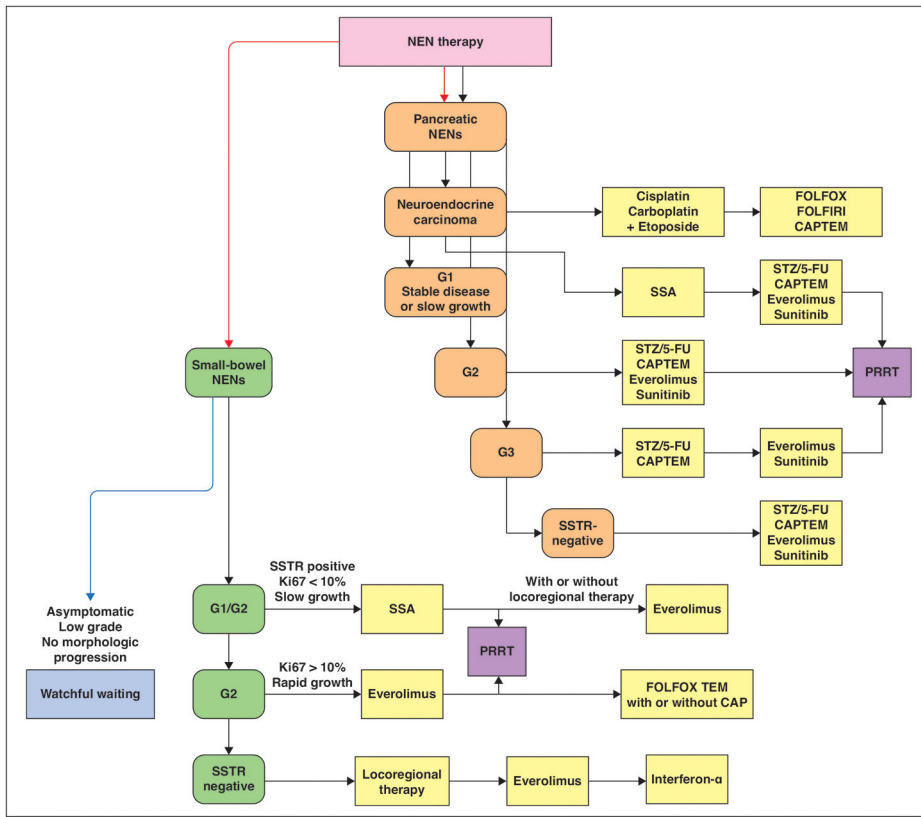 NEN therapy
Pancreatic
NENs
Neuroendocrine
carcinoma
Cisplatin
Carboplatin
+ Etoposide
FOLFOX
FOLFIRI
CAPTEM
G1
Stable disease
or slow growth
SSA
STZ/5-FU
CAPTEM
Everolimus
Sunitinib
Small-bowel
NENs
G2
STZ/5-FU
CAPTEM
Everolimus
Sunitinib
PRRT
G3
STZ/5-FU
CAPTEM
Everolimus
Sunitinib
SSTR-
negative
STZ/5-FU
CAPTEM
Everolimus
Sunitinib
Asymptomatic
Low grade
No morphologic
progression
Watchful waiting
G1/G2
SSTR positive
Ki67 < 10%
Slow growth
SSA
With or without
locoregional therapy
Everolimus
PRRT
G2
Ki67 > 10%
Rapid growth
Everolimus
FOLFOX TEM
with or without CAP
SSTR
negative
Locoregional
therapy
Everolimus
Interferon-α